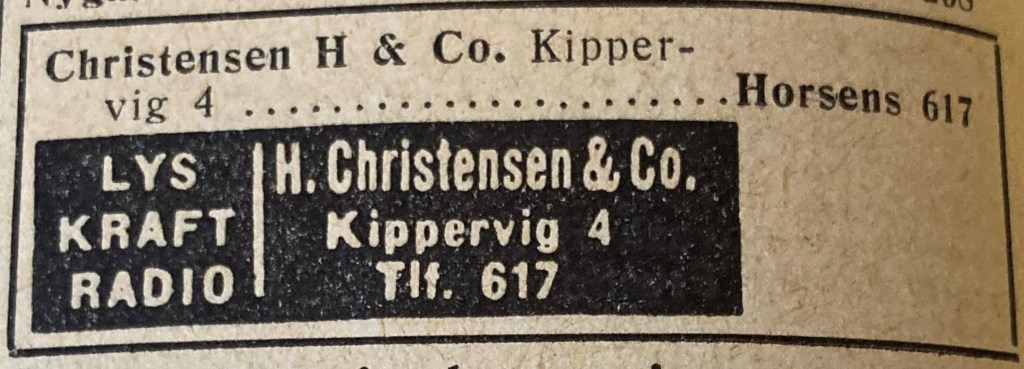 Christensen H & Co. Kipper-
vig 4 ........................ Horsens 617
LYS
KRAFT
RADIO
H. Christensen & Co.
Kippervig 4
Tlf. 617